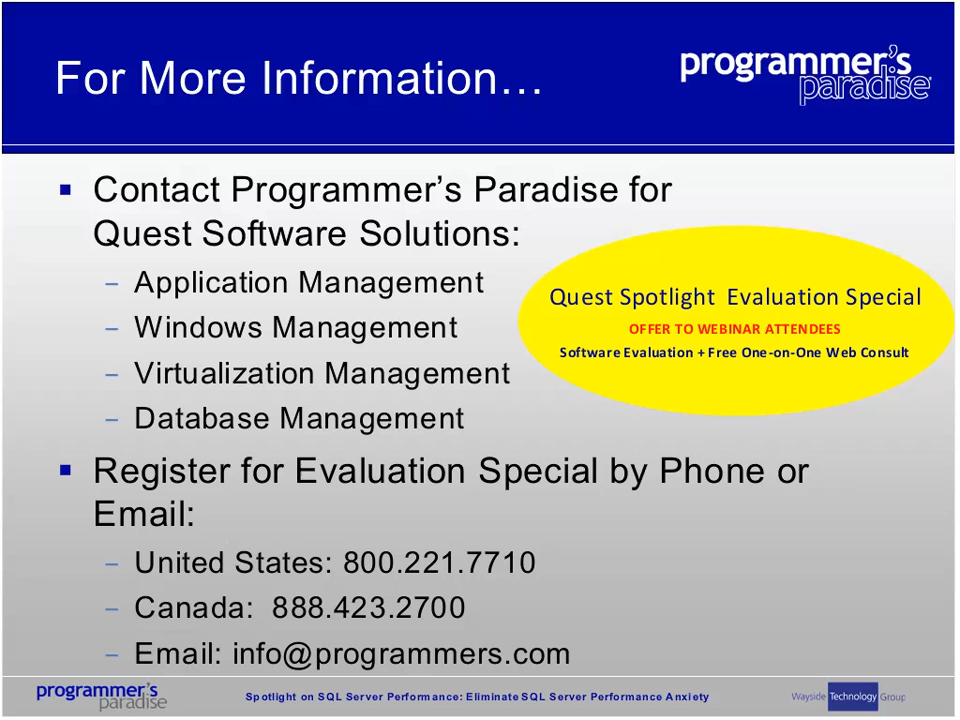 For More Information…
programmer's
paradise
▪ Contact Programmer’s Paradise for
Quest Software Solutions:
– Application Management
– Windows Management
– Virtualization Management
– Database Management
Quest Spotlight Evaluation Special
OFFER TO WEBINAR ATTENDEES
Software Evaluation + Free One-on-One Web Consult
▪ Register for Evaluation Special by Phone or
Email:
– United States: 800.221.7710
– Canada: 888.423.2700
– Email: info@programmers.com
programmer's
paradise
Spotlight on SQL Server Performance: Eliminate SQL Server Performance Anxiety
Wayside Technology Group